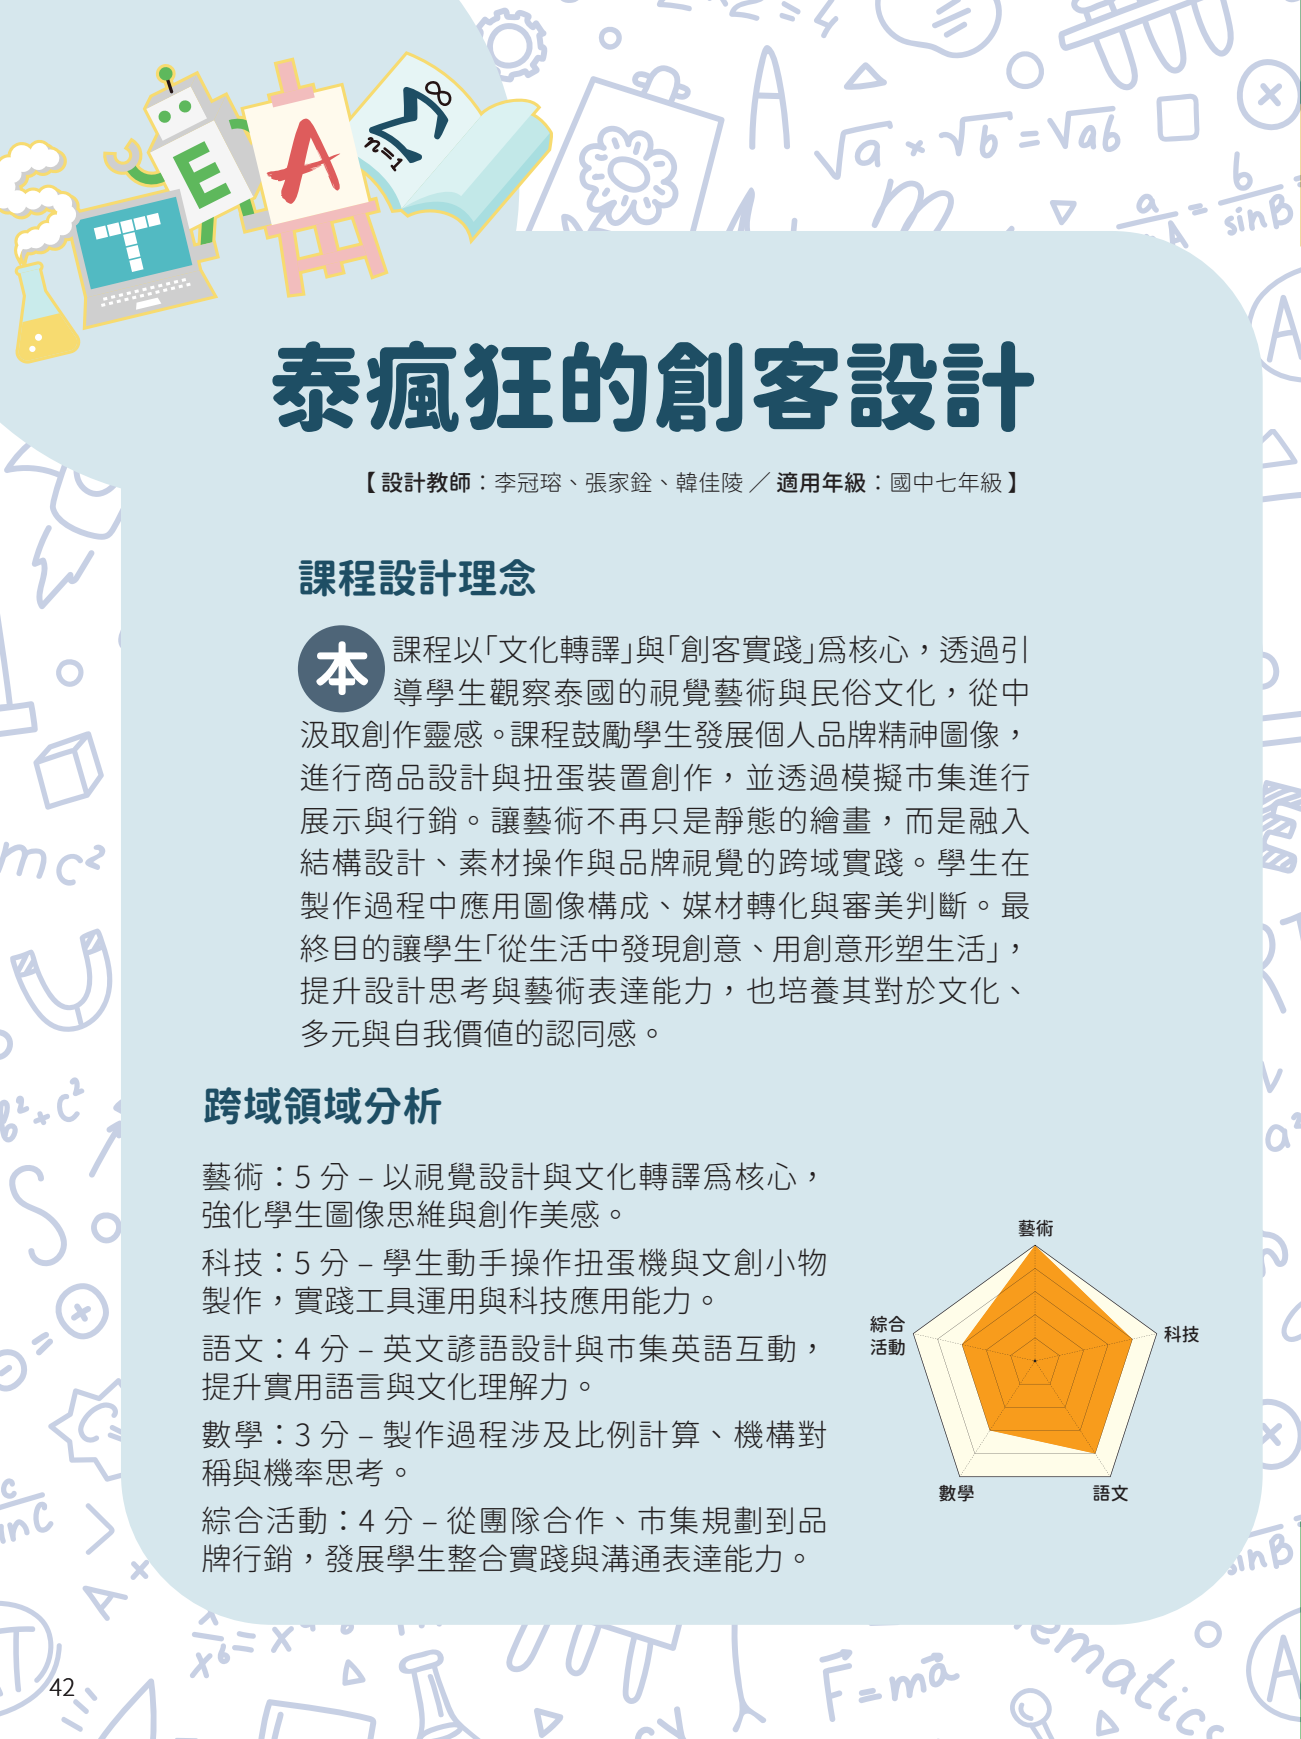 T
E
A
∞
∑
n=1
泰瘋狂的創客設計
【設計教師：李冠瑢、張家銓、韓佳陵／適用年級：國中七年級】
課程設計理念
本課程以「文化轉譯」與「創客實踐」為核心，透過引
導學生觀察泰國的視覺藝術與民俗文化，從中
汲取創作靈感。課程鼓勵學生發展個人品牌精神圖像，
進行商品設計與扭蛋裝置創作，並透過模擬市集進行
展示與行銷。讓藝術不再只是靜態的繪畫，而是融入
結構設計、素材操作與品牌視覺的跨域實踐。學生在
製作過程中應用圖像構成、媒材轉化與審美判斷。最
終目的讓學生「從生活中發現創意、用創意形塑生活」，
提升設計思考與藝術表達能力，也培養其對於文化、
多元與自我價值的認同感。
跨域領域分析
藝術：5 分 – 以視覺設計與文化轉譯為核心，
強化學生圖像思維與創作美感。
科技：5 分 – 學生動手操作扭蛋機與文創小物
製作，實踐工具運用與科技應用能力。
語文：4 分 – 英文諺語設計與市集英語互動，
提升實用語言與文化理解力。
數學：3 分 – 製作過程涉及比例計算、機構對
稱與機率思考。
綜合活動：4 分 – 從團隊合作、市集規劃到品
牌行銷，發展學生整合實踐與溝通表達能力。
藝術
綜合
活動
科技
數學
語文
√a × √b = √ab
mc²
F=ma
42